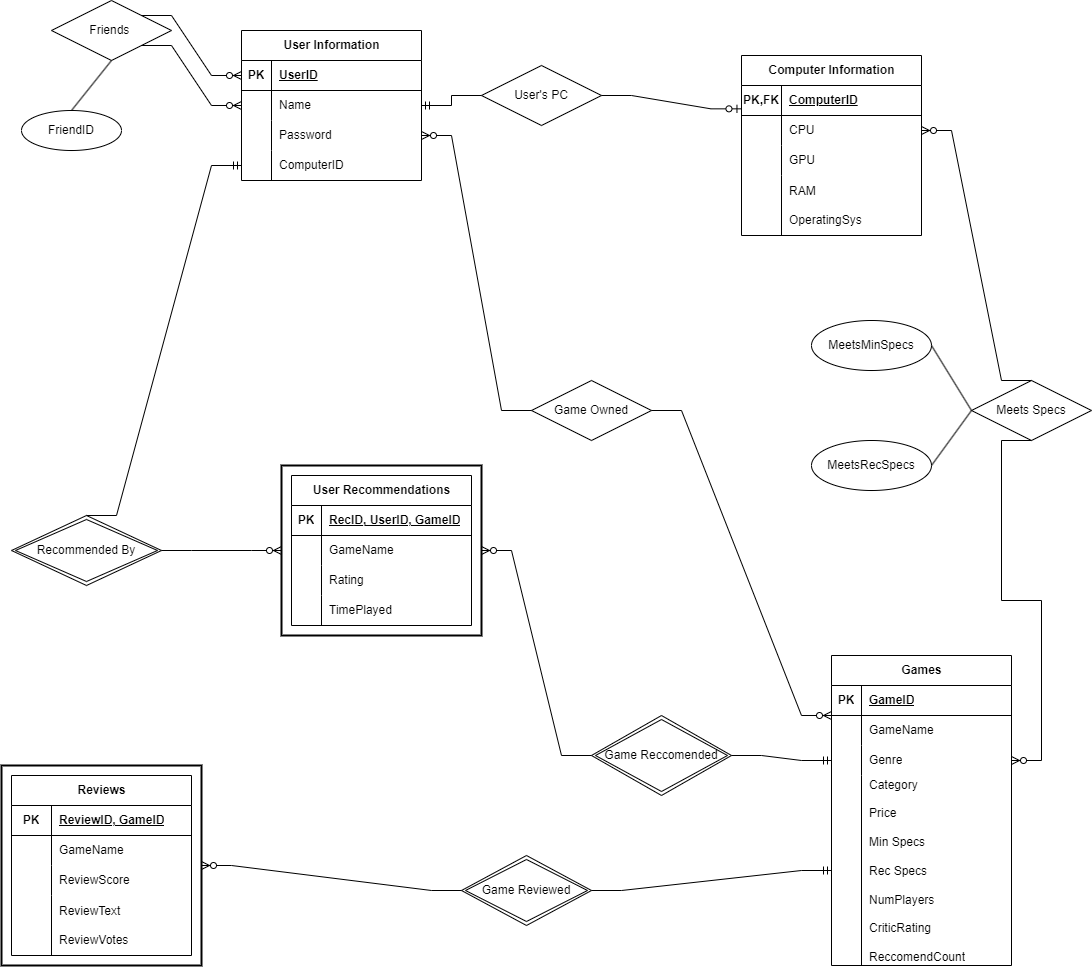 Friends
FriendID
User Information
PK UserID
Name
Password
ComputerID
User's PC
Computer Information
PK,FK ComputerID
CPU
GPU
RAM
OperatingSys
MeetsMinSpecs
Meets Specs
MeetsRecSpecs
Game Owned
Recommended By
User Recommendations
PK RecID, UserID, GameID
GameName
Rating
TimePlayed
Game Reccomended
Games
PK GameID
GameName
Genre
Category
Price
Min Specs
Rec Specs
NumPlayers
CriticRating
ReccomendCount
Reviews
PK ReviewID, GameID
GameName
ReviewScore
ReviewText
ReviewVotes
Game Reviewed